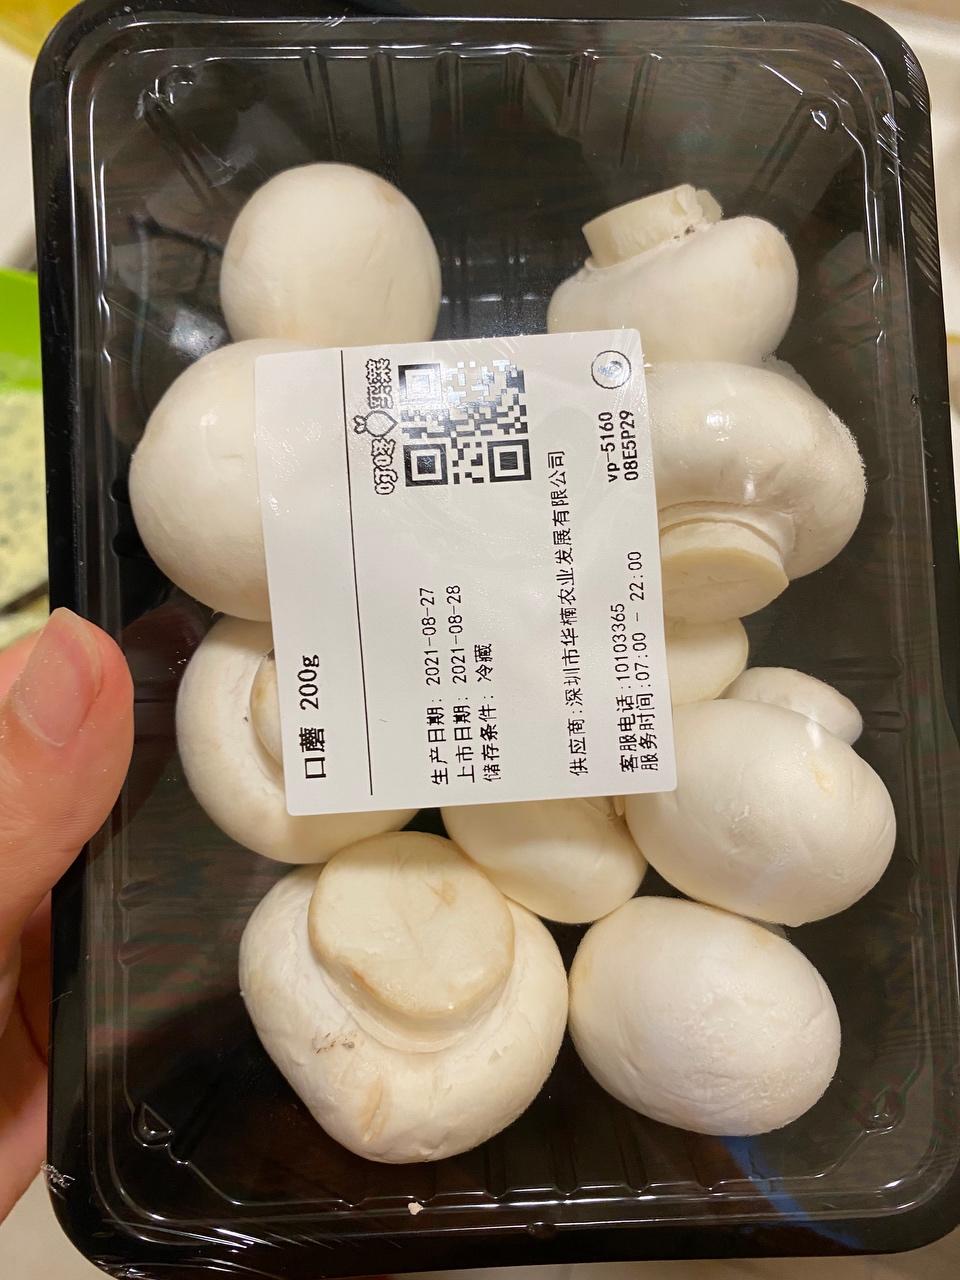 口蘑 200g
叮咚买菜
生产日期: 2021-08-27
上市日期: 2021-08-28
储存条件: 冷藏
供应商:深圳市华楠农业发展有限公司
vp-5160
08E5P29
客服电话:10103365
服务时间:07:00 - 22:00